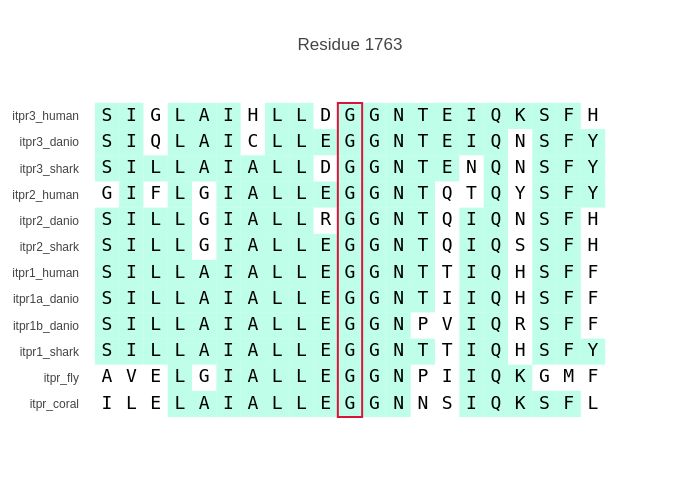 Residue 1763
itpr3_human S I G L A I H L L D G G N T E I Q K S F H
itpr3_danio S I Q L A I C L L E G G N T E I Q N S F Y
itpr3_shark S I L L A I A L L D G G N T E N Q N S F Y
itpr2_human G I F L G I A L L E G G N T Q T Q Y S F Y
itpr2_danio S I L L G I A L L R G G N T Q I Q N S F H
itpr2_shark S I L L G I A L L E G G N T Q I Q S S F H
itpr1_human S I L L A I A L L E G G N T T I Q H S F F
itpr1a_danio S I L L A I A L L E G G N T I I Q H S F F
itpr1b_danio S I L L A I A L L E G G N P V I Q R S F F
itpr1_shark S I L L A I A L L E G G N T T I Q H S F Y
itpr_fly A V E L G I A L L E G G N P I I Q K G M F
itpr_coral I L E L A I A L L E G G N N S I Q K S F L